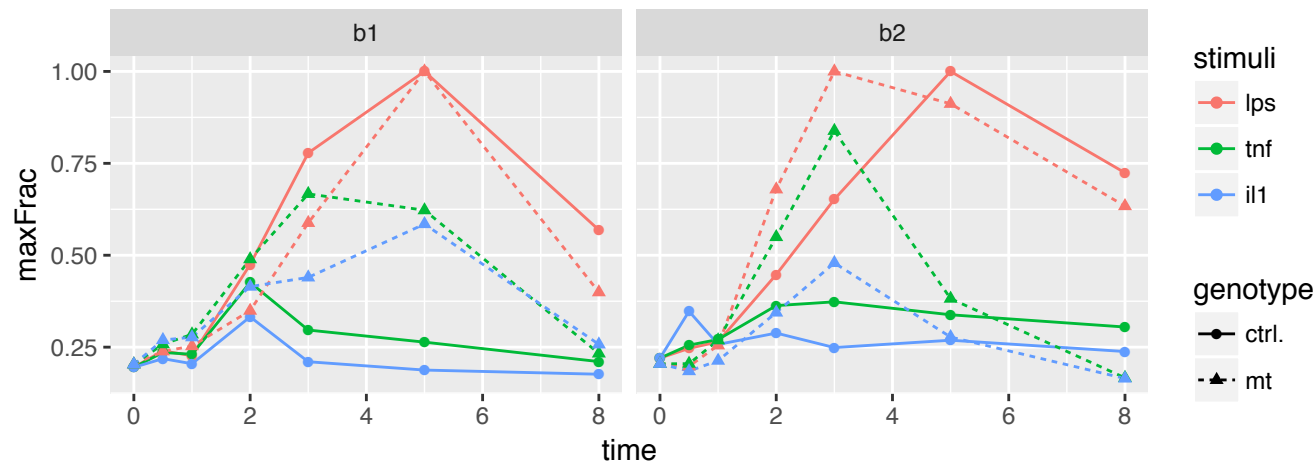 b1
b2
maxFrac
1.00
0.75
0.50
0.25
0 2 4 6 8
0 2 4 6 8
time
stimuli
lps
tnf
il1
genotype
ctrl.
mt